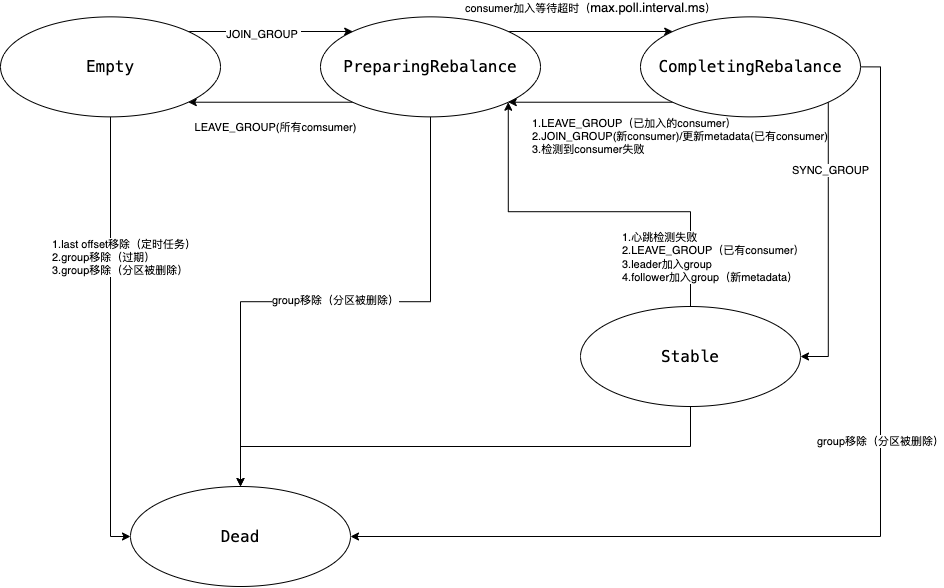 consumer加入等待超时（max.poll.interval.ms）
JOIN_GROUP
Empty
PreparingRebalance
CompletingRebalance
LEAVE_GROUP(所有comsumer)
1.LEAVE_GROUP（已加入的consumer）
2.JOIN_GROUP(新consumer)/更新metadata(已有consumer)
3.检测到consumer失败
SYNC_GROUP
1.last offset移除（定时任务）
2.group移除（过期）
3.group移除（分区被删除）
1.心跳检测失败
2.LEAVE_GROUP（已有consumer）
3.leader加入group
4.follower加入group（新metadata）
group移除（分区被删除）
Stable
group移除（分区被删除）
Dead